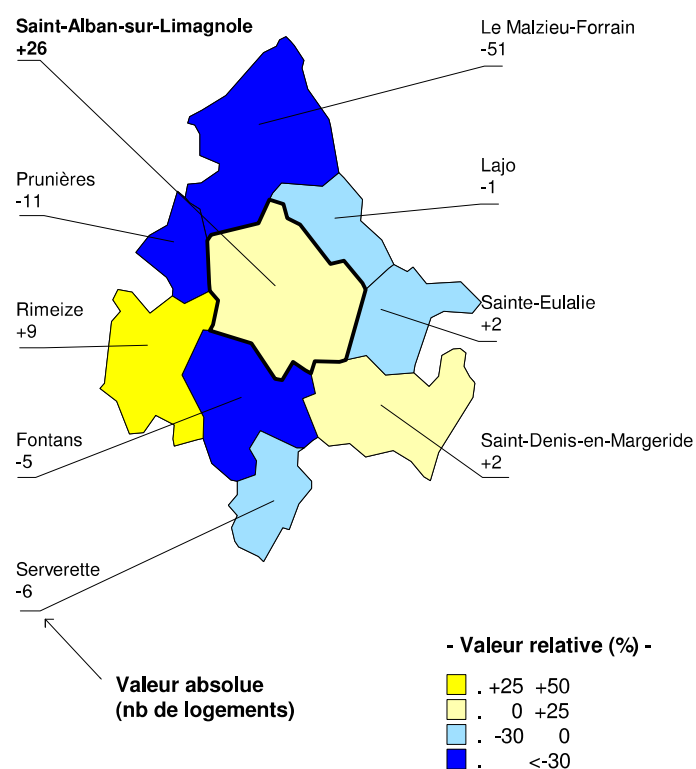 Saint-Alban-sur-Limagnole
+26
Le Malzieu-Forrain
-51
Prunières
-11
Lajo
-1
Rimeize
+9
Sainte-Eulalie
+2
Fontans
-5
Saint-Denis-en-Margeride
+2
Serverette
-6
Valeur absolue
(nb de logements)
- Valeur relative (%) -
. +25 +50
. 0 +25
. -30 0
. <-30